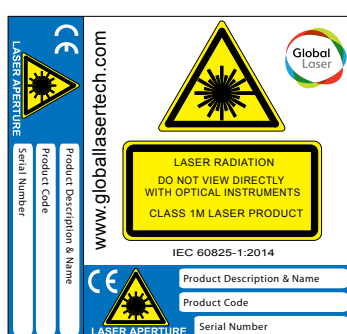 CE
LASER APERTURE
Serial Number
Product Code
Product Description & Name
www.globallasertech.com
Global
Laser
LASER RADIATION
DO NOT VIEW DIRECTLY
WITH OPTICAL INSTRUMENTS
CLASS 1M LASER PRODUCT
IEC 60825-1:2014
CE
LASER APERTURE
Product Description & Name
Product Code
Serial Number